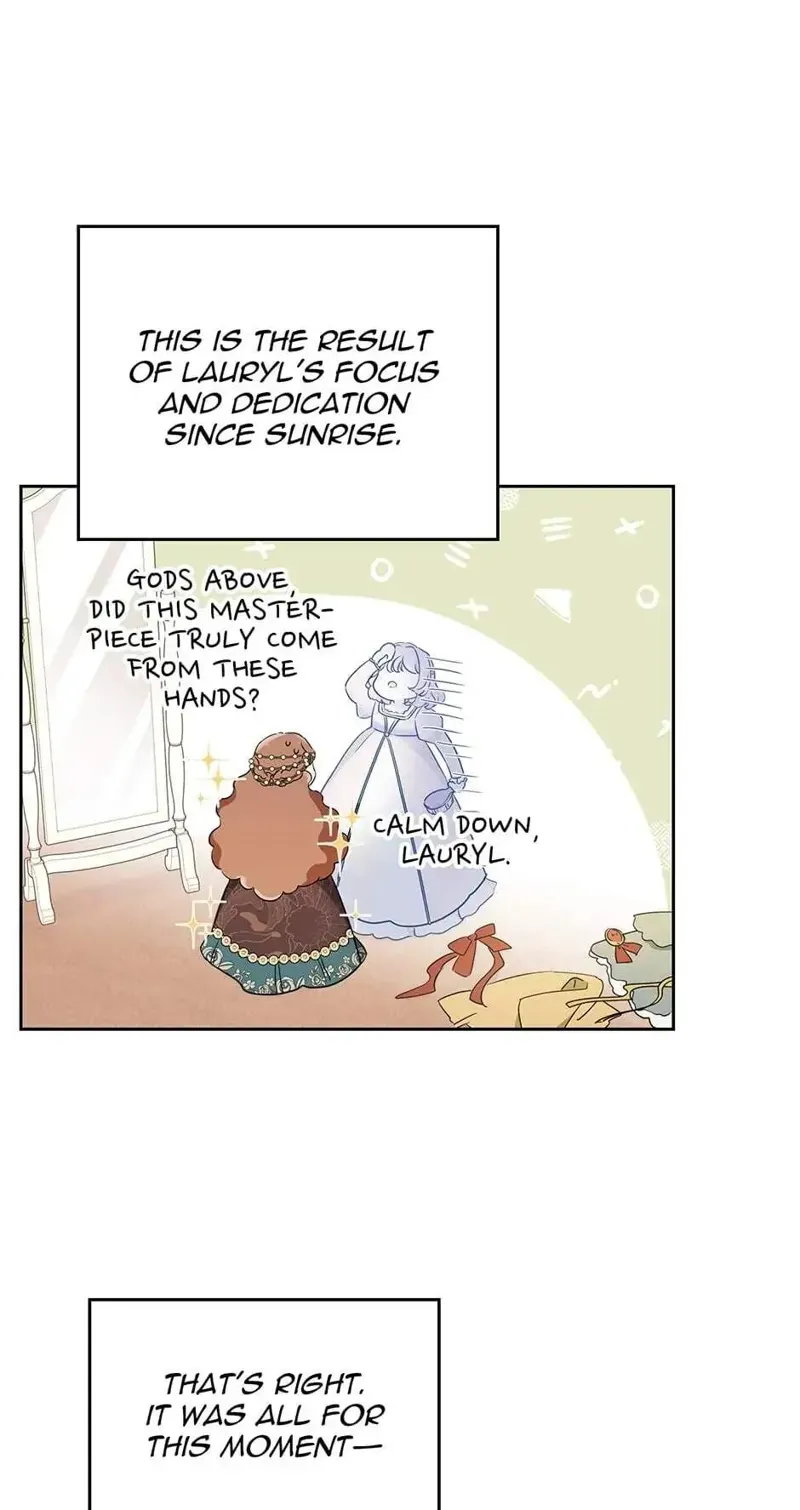 THIS IS THE RESULT
OF LAURYL'S FOCUS
AND DEDICATION
SINCE SUNRISE.
GODS ABOVE,
DID THIS MASTER-
PIECE TRULY COME
FROM THESE
HANDS?
CALM DOWN,
LAURYL.
THAT'S RIGHT.
IT WAS ALL FOR
THIS MOMENT—